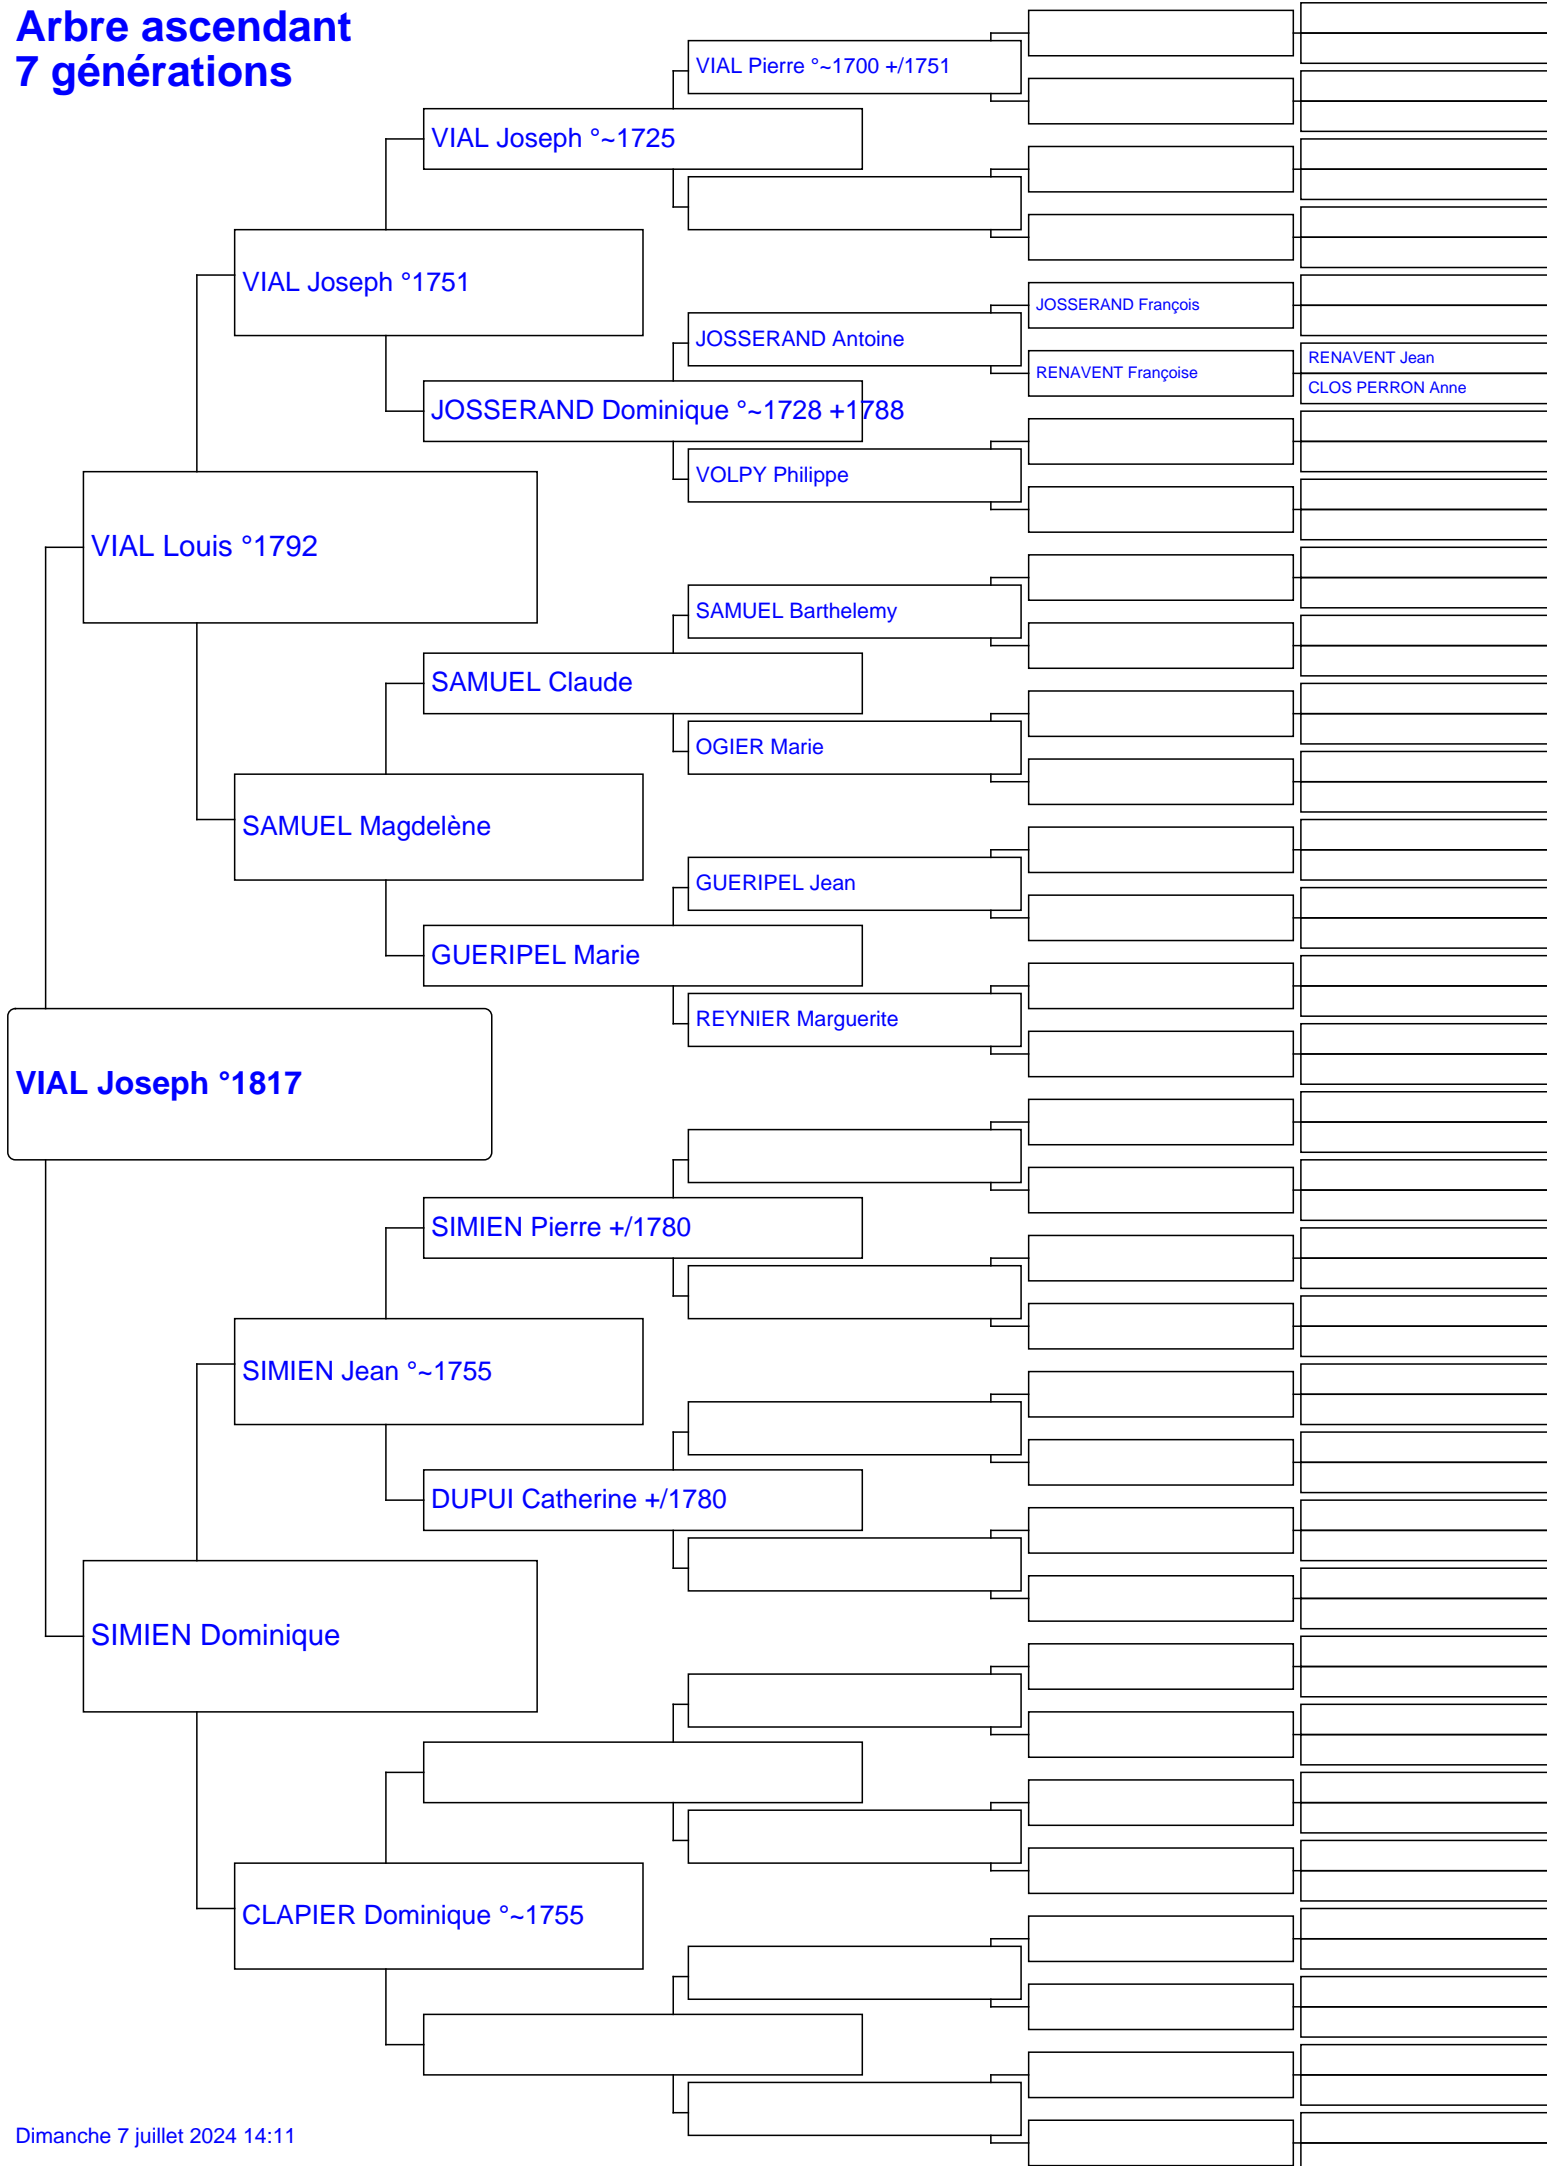 Arbre ascendant
7 générations
VIAL Pierre °~1700 +/1751
VIAL Joseph °~1725
VIAL Joseph °1751
JOSSERAND François
JOSSERAND Antoine
RENAVENT Jean
RENAVENT Françoise
CLOS PERRON Anne
JOSSERAND Dominique °~1728 +1788
VOLPY Philippe
VIAL Louis °1792
SAMUEL Barthelemy
SAMUEL Claude
OGIER Marie
SAMUEL Magdelène
GUERIPEL Jean
GUERIPEL Marie
REYNIER Marguerite
VIAL Joseph °1817
SIMIEN Pierre +/1780
SIMIEN Jean °~1755
DUPUI Catherine +/1780
SIMIEN Dominique
CLAPIER Dominique °~1755
Dimanche 7 juillet 2024 14:11